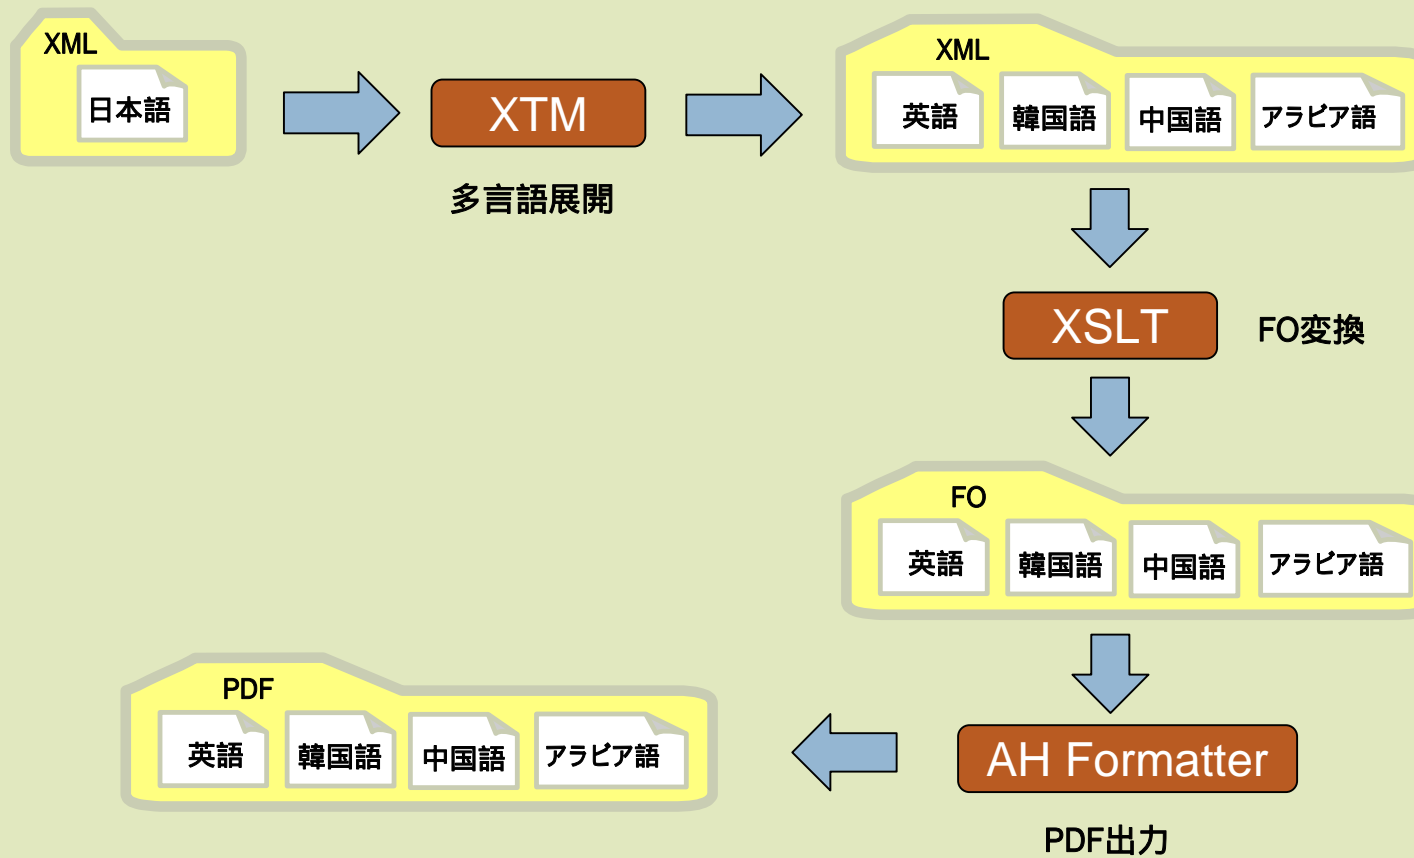 XML
日本語
XTM
多言語展開
XML
英語
韓国語
中国語
アラビア語
XSLT
FO変換
FO
英語
韓国語
中国語
アラビア語
AH Formatter
PDF出力
PDF
英語
韓国語
中国語
アラビア語